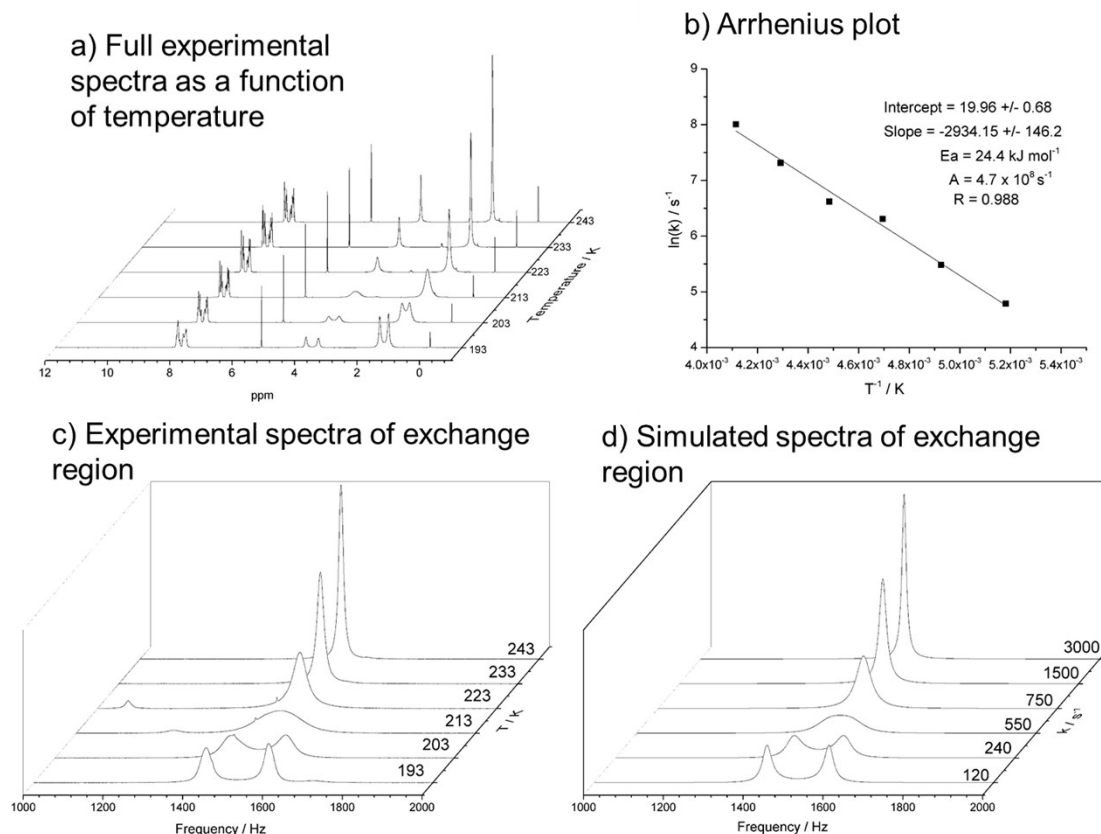 a) Full experimental
spectra as a function
of temperature
243
233
223
213
203
193
Temperature / K
12
10
8
6
4
2
0
ppm
b) Arrhenius plot
9
8
7
6
5
4
ln(k) / s⁻¹
Intercept = 19.96 +/- 0.68
Slope = -2934.15 +/- 146.2
Ea = 24.4 kJ mol⁻¹
A = 4.7 x 10⁸ s⁻¹
R = 0.988
4.0x10⁻³ 4.2x10⁻³ 4.4x10⁻³ 4.6x10⁻³ 4.8x10⁻³ 5.0x10⁻³ 5.2x10⁻³ 5.4x10⁻³
T⁻¹ / K
c) Experimental spectra of exchange
region
243
233
223
213
203
193
T / K
1000 1200 1400 1600 1800 2000
Frequency / Hz
d) Simulated spectra of exchange
region
3000
1500
750
550
240
120
k / s⁻¹
1000 1200 1400 1600 1800 2000
Frequency / Hz